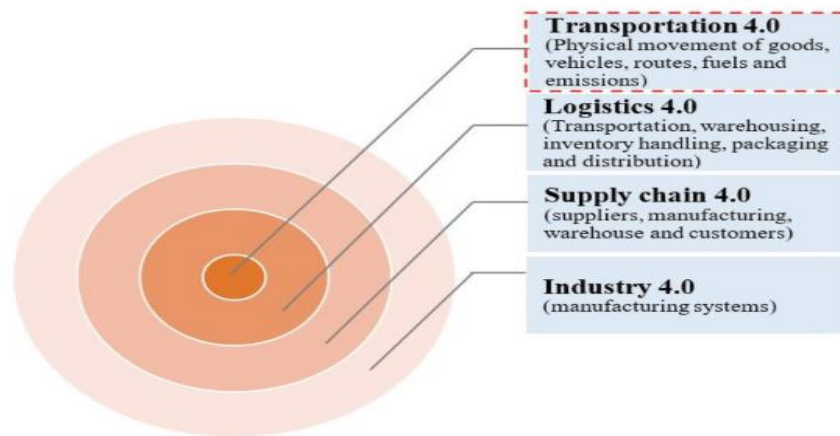 Transportation 4.0
(Physical movement of goods,
vehicles, routes, fuels and
emissions)
Logistics 4.0
(Transportation, warehousing,
inventory handling, packaging
and distribution)
Supply chain 4.0
(suppliers, manufacturing,
warehouse and customers)
Industry 4.0
(manufacturing systems)